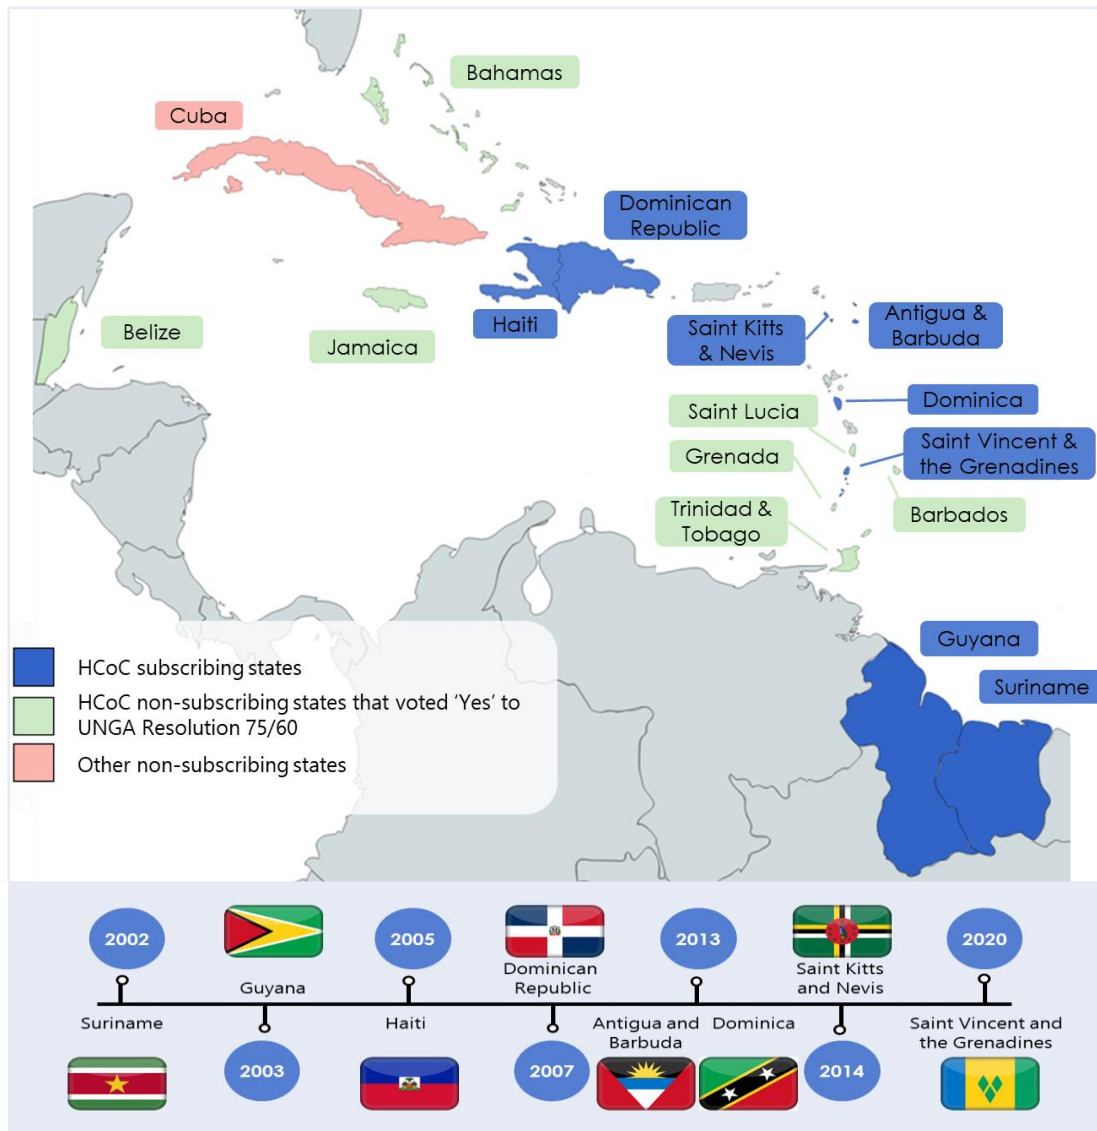 Bahamas
Cuba
Dominican
Republic
Belize
Jamaica
Haiti
Saint Kitts
& Nevis
Antigua &
Barbuda
Dominica
Saint Lucia
Saint Vincent &
the Grenadines
Grenada
Trinidad &
Tobago
Barbados
Guyana
Suriname
HCoC subscribing states
HCoC non-subscribing states that voted ‘Yes’ to
UNGA Resolution 75/60
Other non-subscribing states
2002
Suriname
Guyana
2003
2005
Haiti
Dominican
Republic
2007
2013
Antigua and
Barbuda
Dominica
Saint Kitts
and Nevis
2014
2020
Saint Vincent and
the Grenadines